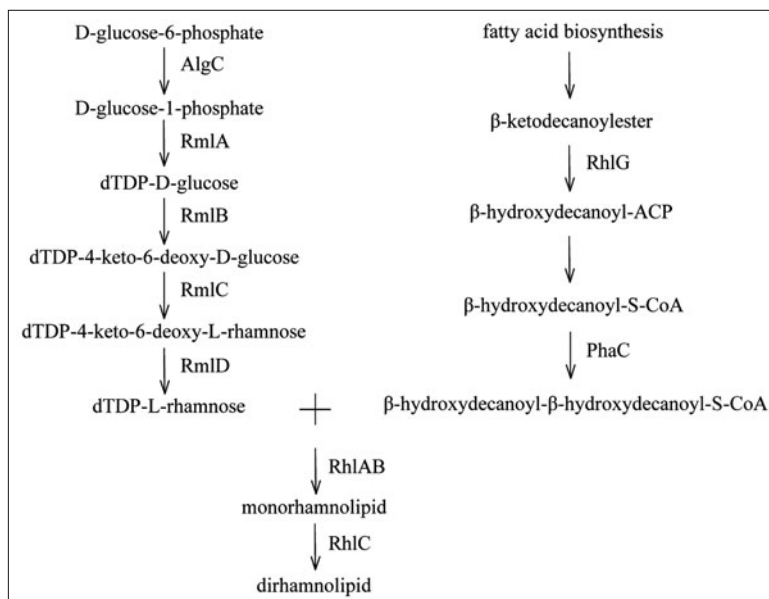 D-glucose-6-phosphate
AlgC
D-glucose-1-phosphate
RmlA
dTDP-D-glucose
RmlB
dTDP-4-keto-6-deoxy-D-glucose
RmlC
dTDP-4-keto-6-deoxy-L-rhamnose
RmlD
dTDP-L-rhamnose
+
fatty acid biosynthesis
β-ketodecanoylester
RhlG
β-hydroxydecanoyl-ACP
β-hydroxydecanoyl-S-CoA
PhaC
β-hydroxydecanoyl-β-hydroxydecanoyl-S-CoA
RhlAB
monorhamnolipid
RhlC
dirhamnolipid